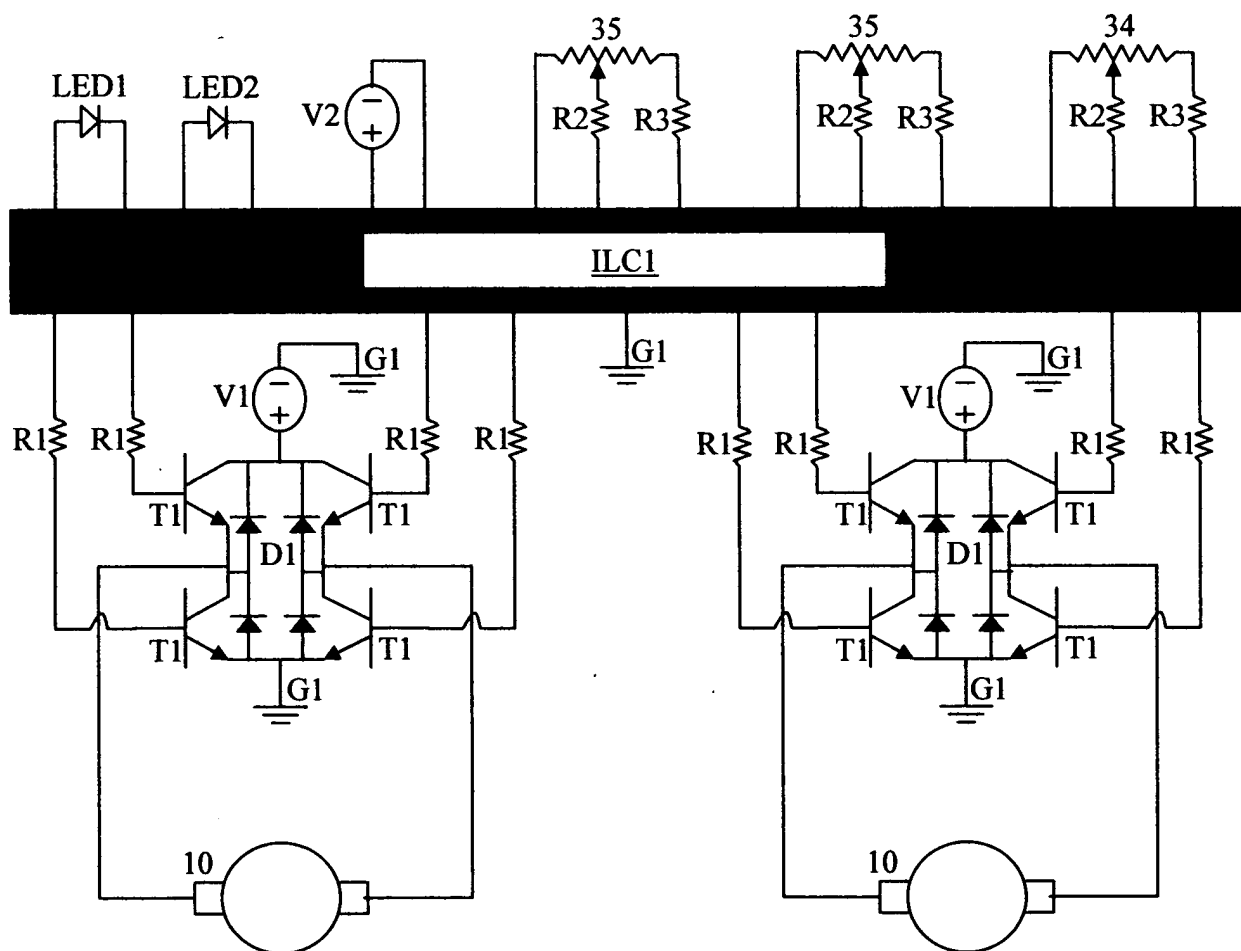 35 35 34
LED1 LED2 V2
R2 R3 R2 R3 R2 R3
ILC1
G1 G1 G1
V1 V1
R1 R1 R1 R1 R1 R1 R1 R1
T1 T1 T1 T1
D1 D1
T1 T1 T1 T1
G1 G1
10 10